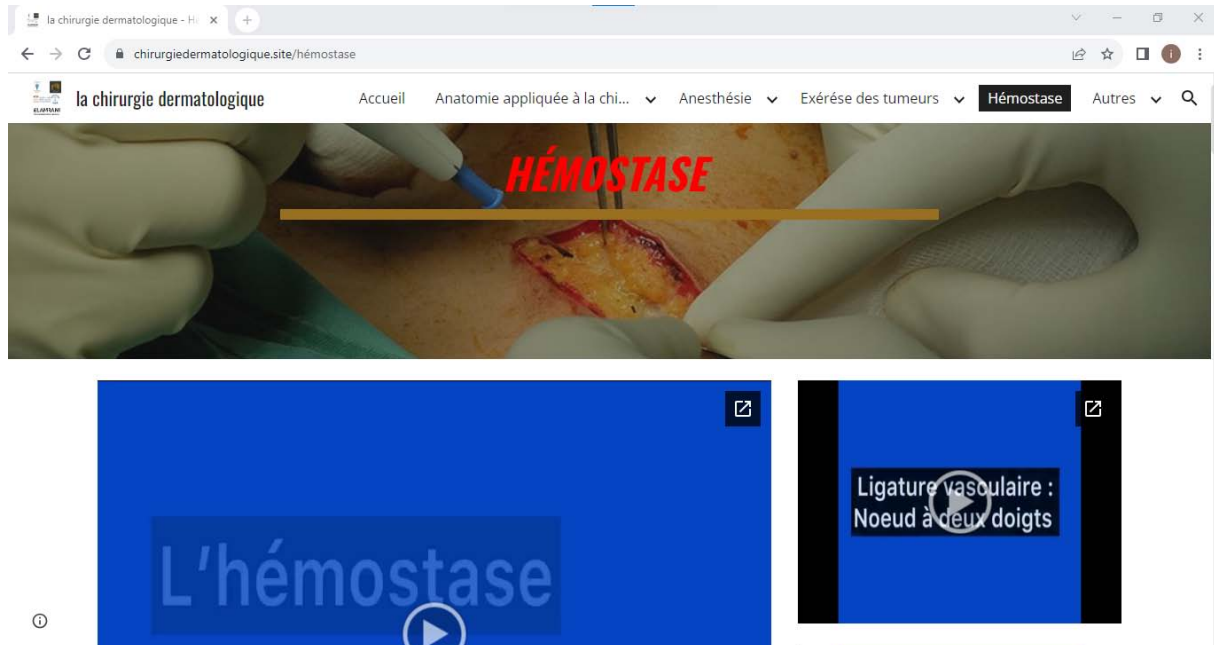 la chirurgie dermatologique - H
chirurgiedermatologique.site/hémostase
la chirurgie dermatologique
Accueil
Anatomie appliquée à la chi...
Anesthésie
Exérése des tumeurs
Hémostase
Autres
HÉMOSTASE
L'hémostase
Ligature vasculaire :
Noeud à deux doigts